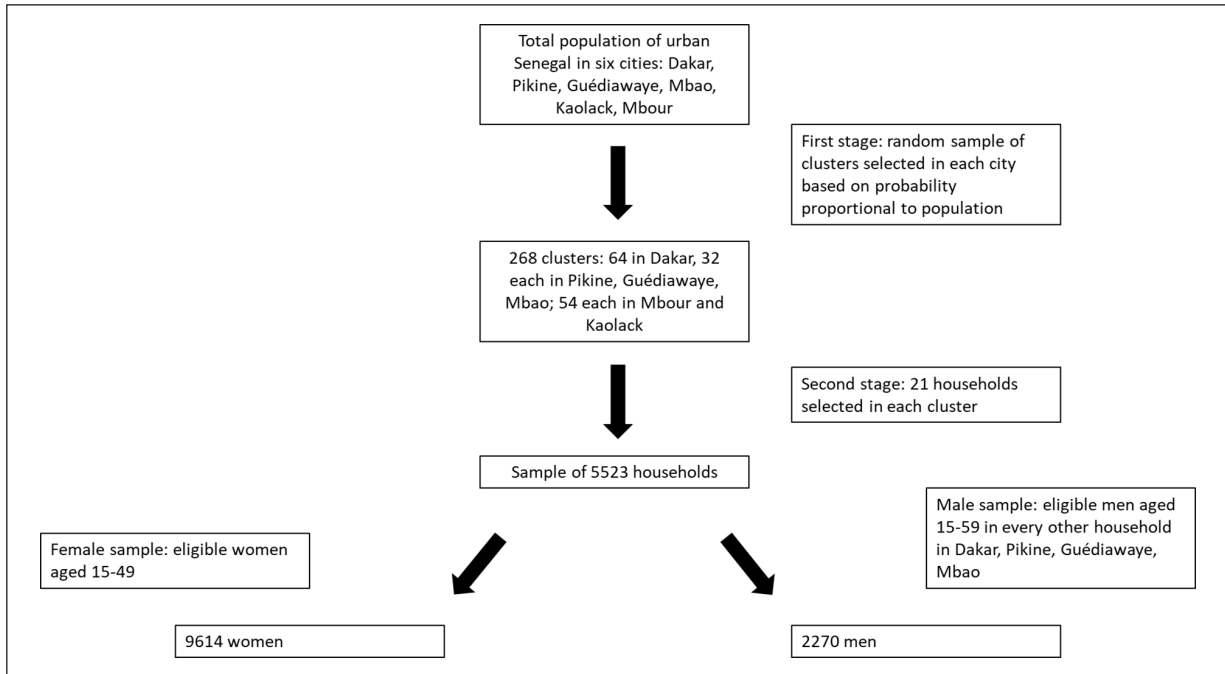 Total population of urban
Senegal in six cities: Dakar,
Pikine, Guédiawaye, Mbao,
Kaolack, Mbour
First stage: random sample of
clusters selected in each city
based on probability
proportional to population
268 clusters: 64 in Dakar, 32
each in Pikine, Guédiawaye,
Mbao; 54 each in Mbour and
Kaolack
Second stage: 21 households
selected in each cluster
Sample of 5523 households
Male sample: eligible men aged
15-59 in every other household
in Dakar, Pikine, Guédiawaye,
Mbao
Female sample: eligible women
aged 15-49
9614 women
2270 men